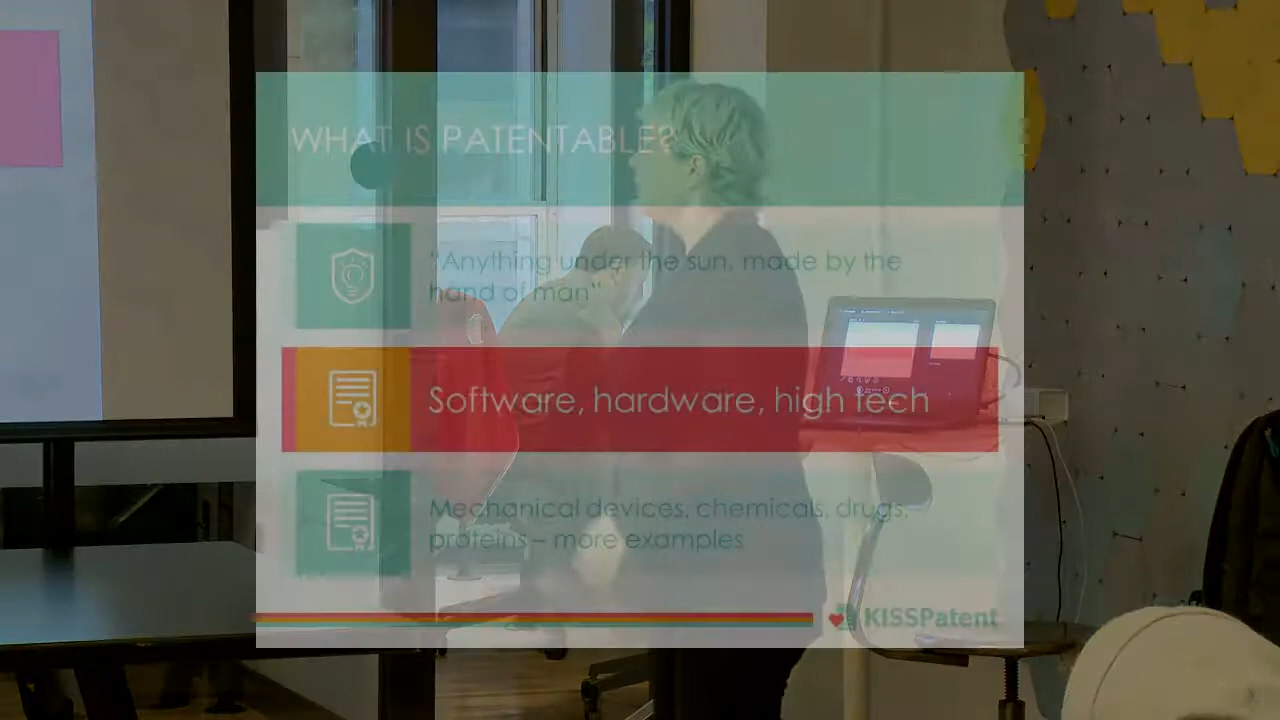 WHAT IS PATENTABLE?
"Anything under the sun, made by the
hand of man"
Software, hardware, high tech
Mechanical devices, chemicals, drugs,
proteins – more examples
KISSPatent